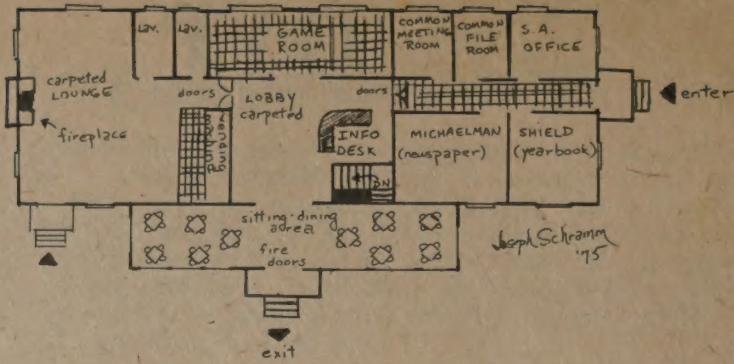 Lav.
Lav.
GAME
ROOM
COMMON
MEETING
ROOM
COMMON
FILE
ROOM
S.A.
OFFICE
carpeted
LOUNGE
fireplace
doors
LOBBY
carpeted
doors
enter
vending
INFO
DESK
DN
MICHAELMAN
(newspaper)
SHIELD
(yearbook)
sitting-dining
area
fire
doors
Joseph Schramm
'75
exit